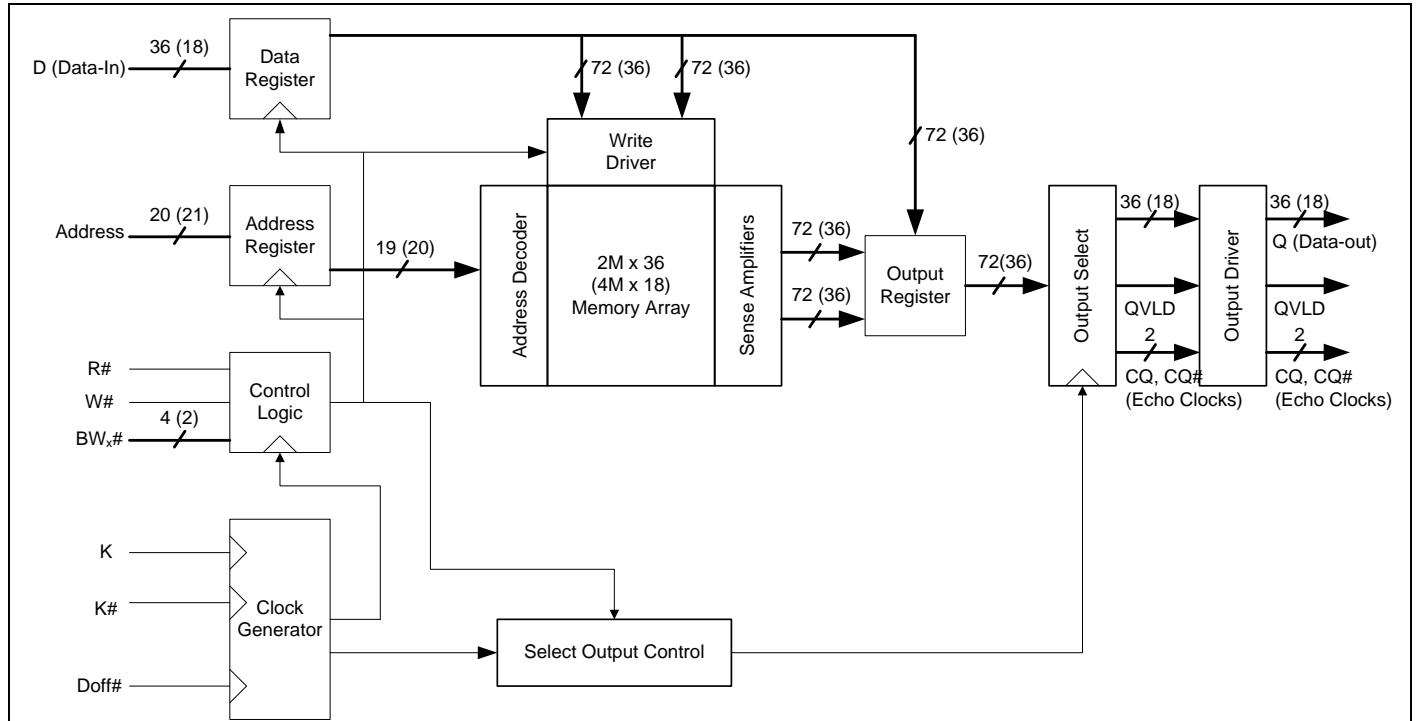 36 (18)
D (Data-In)
Data
Register
72 (36)
72 (36)
72 (36)
Write
Driver
20 (21)
Address
Address
Register
19 (20)
Address Decoder
2M x 36
(4M x 18)
Memory Array
Sense Amplifiers
72 (36)
72 (36)
Output
Register
72(36)
Output Select
36 (18)
QVLD
2
CQ, CQ#
(Echo Clocks)
Output Driver
36 (18)
Q (Data-out)
QVLD
2
CQ, CQ#
(Echo Clocks)
R#
W#
4 (2)
BWx#
Control
Logic
K
K#
Doff#
Clock
Generator
Select Output Control